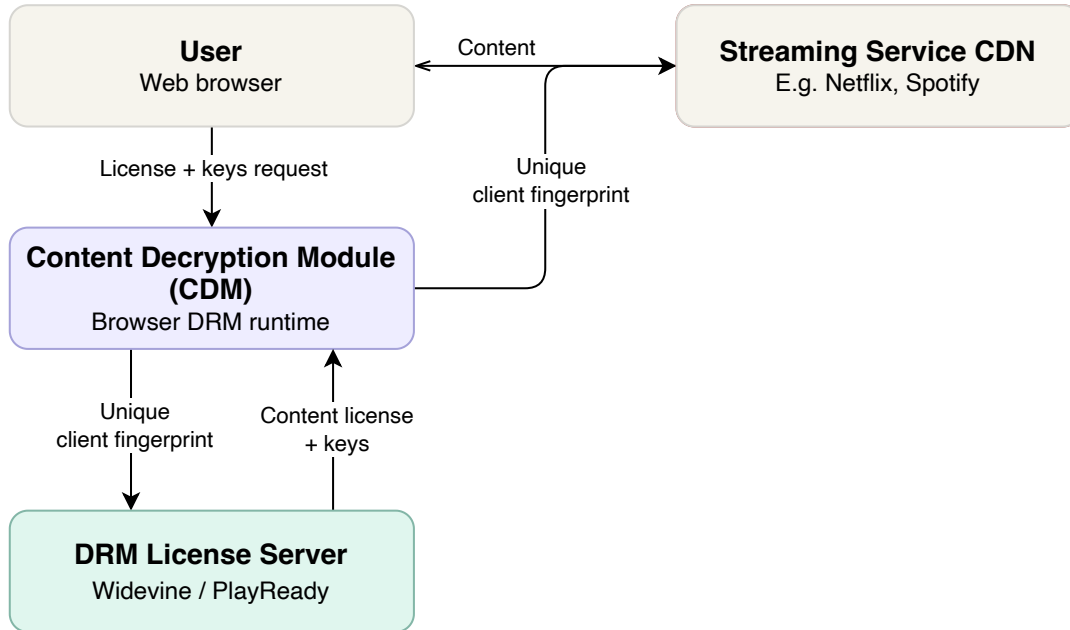 User
Web browser
Content
Streaming Service CDN
E.g. Netflix, Spotify
License + keys request
Unique
client fingerprint
Content Decryption Module
(CDM)
Browser DRM runtime
Unique
client fingerprint
Content license
+ keys
DRM License Server
Widevine / PlayReady